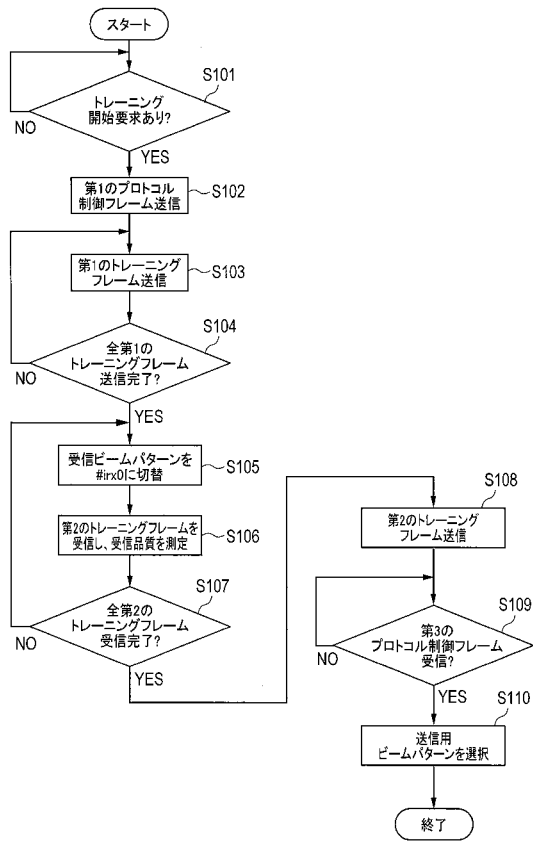 スタート
S101
トレーニング
開始要求あり?
NO
YES
第1のプロトコル
制御フレーム送信
S102
第1のトレーニング
フレーム送信
S103
S104
全第1の
トレーニングフレーム
送信完了?
NO
YES
受信ビームパターンを
#irx0に切替
S105
第2のトレーニングフレームを
受信し、受信品質を測定
S106
S107
全第2の
トレーニングフレーム
受信完了?
NO
YES
S108
第2のトレーニング
フレーム送信
S109
第3の
プロトコル制御フレーム
受信?
NO
YES
S110
送信用
ビームパターンを選択
終了